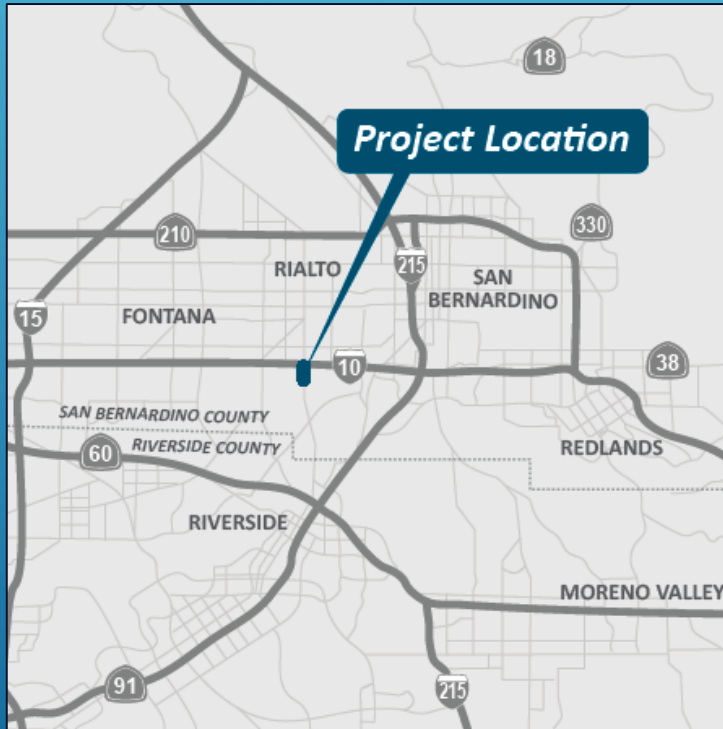 18
Project Location
330
210
RIALTO
215
SAN
BERNARDINO
15
FONTANA
10
38
SAN BERNARDINO COUNTY
RIVERSIDE COUNTY
60
REDLANDS
RIVERSIDE
MORENO VALLEY
91
215